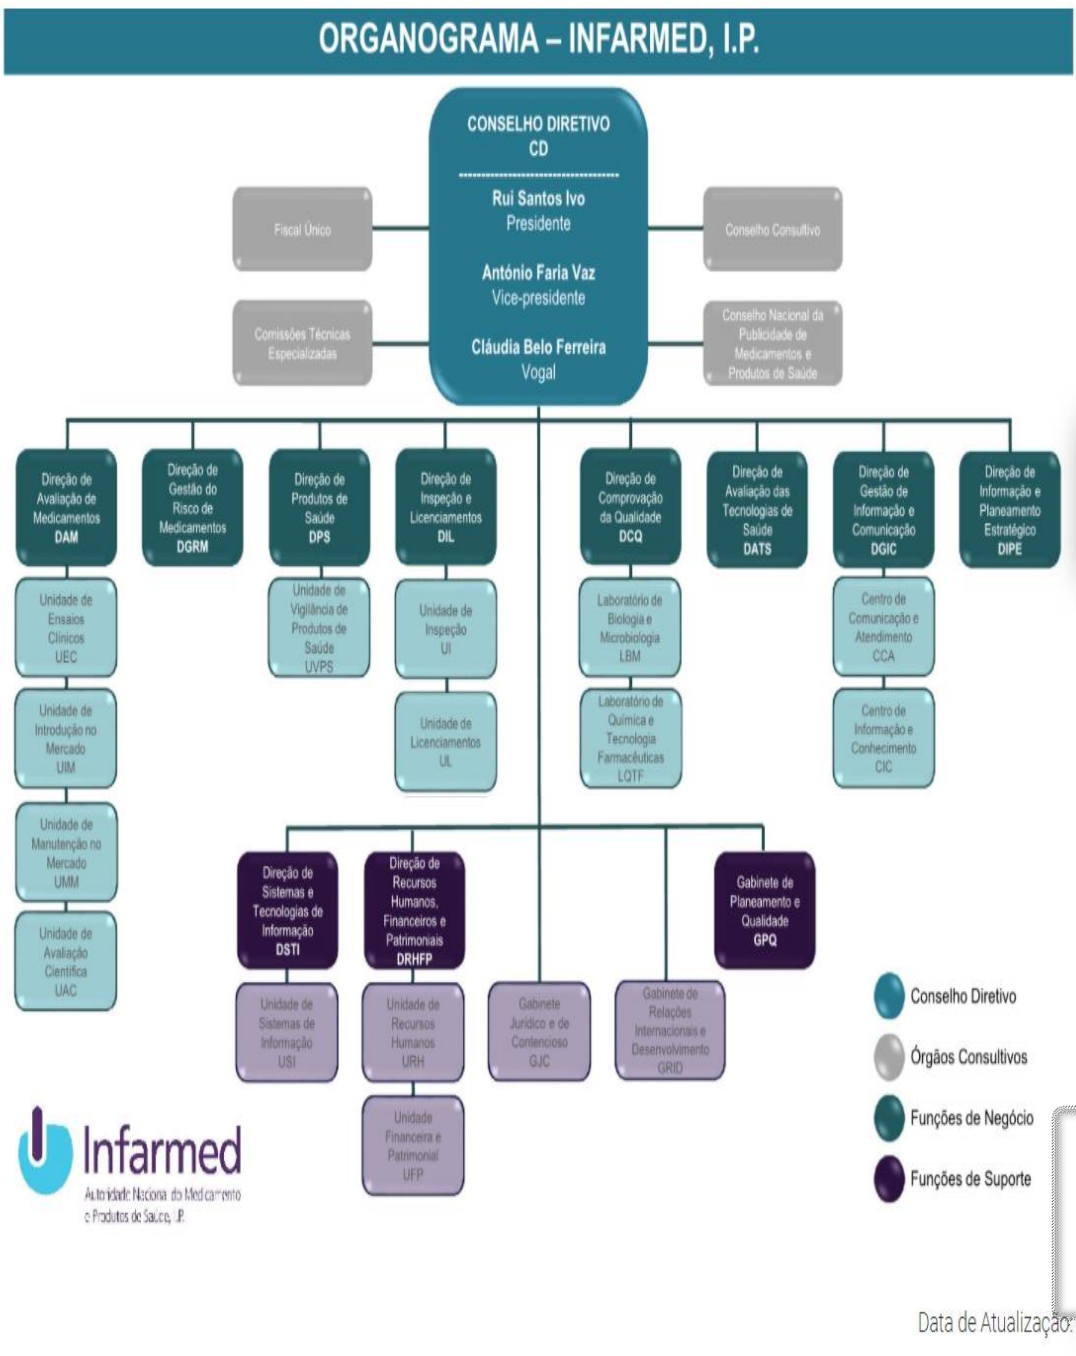 ORGANOGRAMA – INFARMED, I.P.
CONSELHO DIRETIVO
CD
Rui Santos Ivo
Presidente
António Faria Vaz
Vice-presidente
Cláudia Belo Ferreira
Vogal
Fiscal Único
Conselho Consultivo
Comissões Técnicas
Especializadas
Conselho Nacional da
Publicidade de
Medicamentos e
Produtos de Saúde
Direção de
Avaliação de
Medicamentos
DAM
Direção de
Gestão do
Risco de
Medicamentos
DGRM
Direção de
Produtos de
Saúde
DPS
Direção de
Inspeção e
Licenciamentos
DIL
Direção de
Comprovação
da Qualidade
DCQ
Direção de
Avaliação das
Tecnologias de
Saúde
DATS
Direção de
Gestão de
Informação e
Comunicação
DGIC
Direção de
Informação e
Planeamento
Estratégico
DIPE
Unidade de
Ensaios
Clínicos
UEC
Unidade de
Vigilância de
Produtos de
Saúde
UVPS
Unidade de
Inspeção
UI
Laboratório de
Biologia e
Microbiologia
LBM
Centro de
Comunicação e
Atendimento
CCA
Unidade de
Introdução no
Mercado
UIM
Unidade de
Licenciamentos
UL
Laboratório de
Química e
Tecnologia
Farmacêuticas
LQTF
Centro de
Informação e
Conhecimento
CIC
Unidade de
Manutenção no
Mercado
UMM
Unidade de
Avaliação
Científica
UAC
Direção de
Sistemas e
Tecnologias de
Informação
DSTI
Direção de
Recursos
Humanos,
Financeiros e
Patrimoniais
DRHFP
Gabinete de
Planeamento e
Qualidade
GPQ
Unidade de
Sistemas de
Informação
USI
Unidade de
Recursos
Humanos
URH
Gabinete
Jurídico e de
Contencioso
GJC
Gabinete de
Relações
Internacionais e
Desenvolvimento
GRID
Unidade
Financeira e
Patrimonial
UFP
Conselho Diretivo
Órgãos Consultivos
Funções de Negócio
Funções de Suporte
Infarmed
Autoridade Nacional do Medicamento
e Produtos de Saúde, I.P.
Data de Atualização: